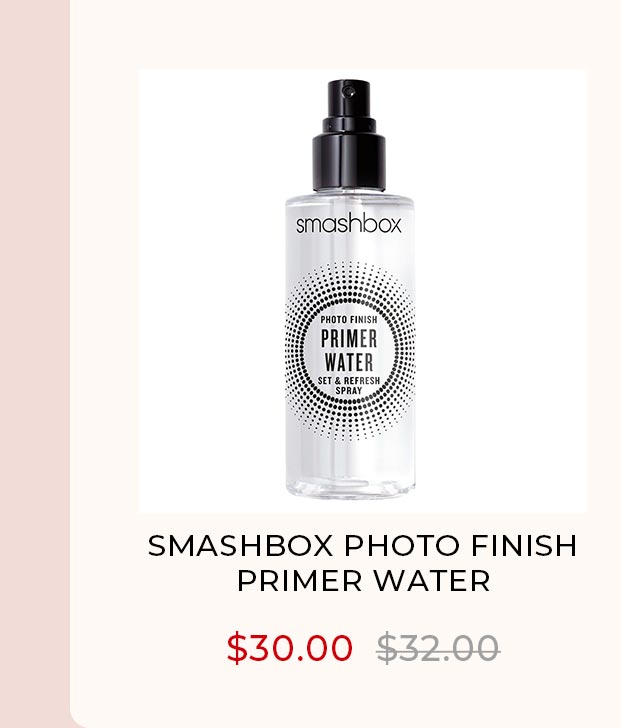 smashbox
PHOTO FINISH
PRIMER
WATER
SET & REFRESH
SPRAY
SMASHBOX PHOTO FINISH
PRIMER WATER
$30.00 $32.00